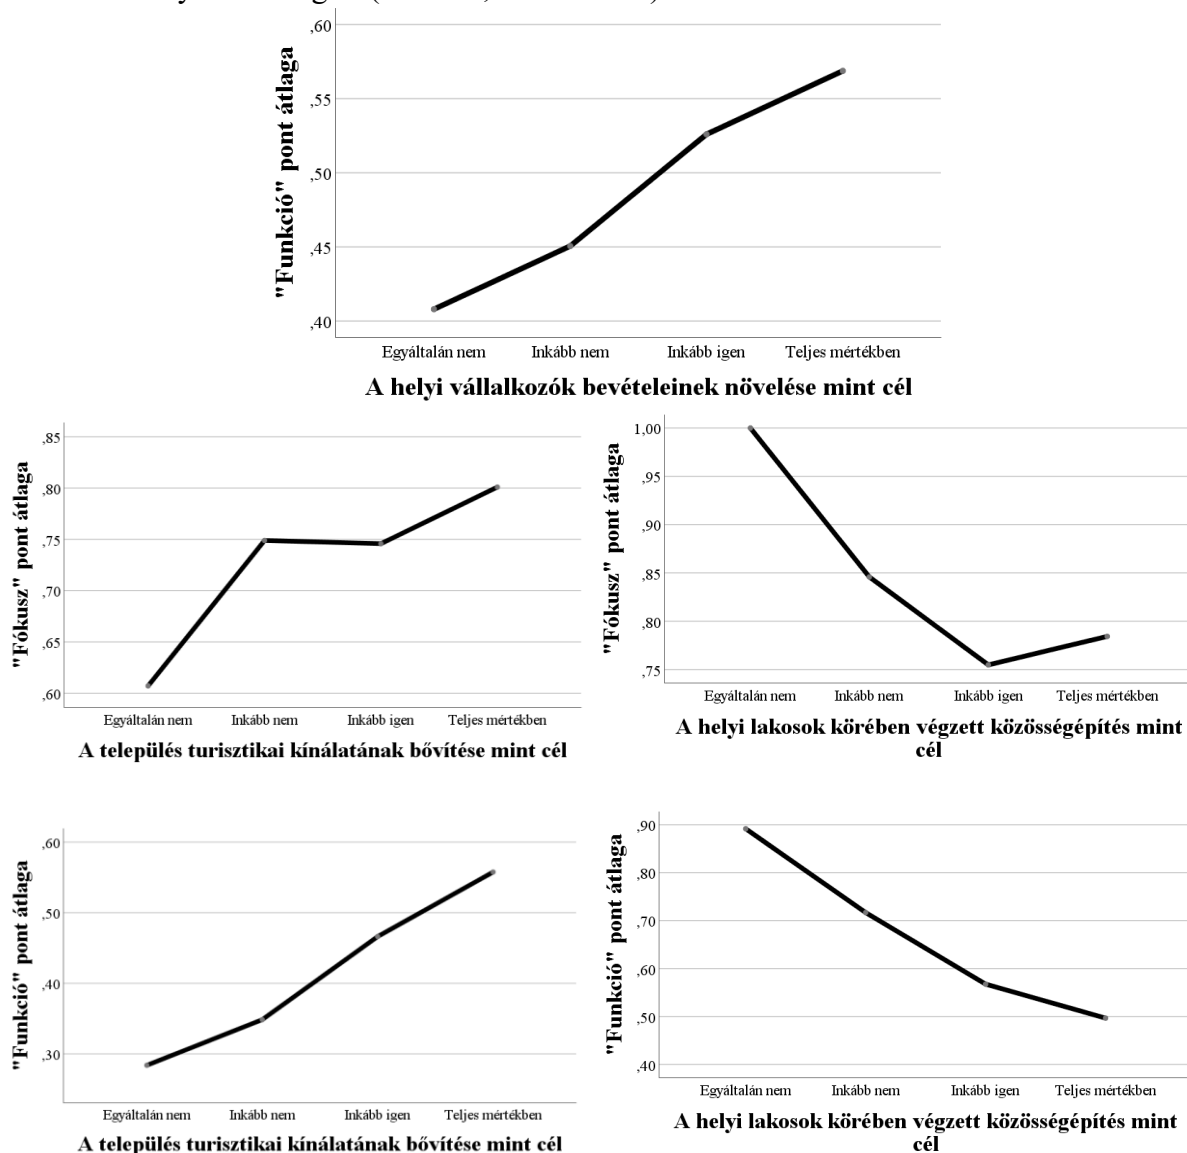 ,60
,55
,50
,45
,40
"Funkció" pont átlaga
Egyáltalán nem
Inkább nem
Inkább igen
Teljes mértékben
A helyi vállalkozók bevételeinek növelése mint cél
,85
,80
,75
,70
,65
,60
"Fókusz" pont átlaga
Egyáltalán nem
Inkább nem
Inkább igen
Teljes mértékben
A település turisztikai kínálatának bővítése mint cél
1,00
,95
,90
,85
,80
,75
"Fókusz" pont átlaga
Egyáltalán nem
Inkább nem
Inkább igen
Teljes mértékben
A helyi lakosok körében végzett közösségépítés mint
cél
,60
,50
,40
,30
"Funkció" pont átlaga
Egyáltalán nem
Inkább nem
Inkább igen
Teljes mértékben
A település turisztikai kínálatának bővítése mint cél
,90
,80
,70
,60
,50
,40
"Funkció" pont átlaga
Egyáltalán nem
Inkább nem
Inkább igen
Teljes mértékben
A helyi lakosok körében végzett közösségépítés mint
cél